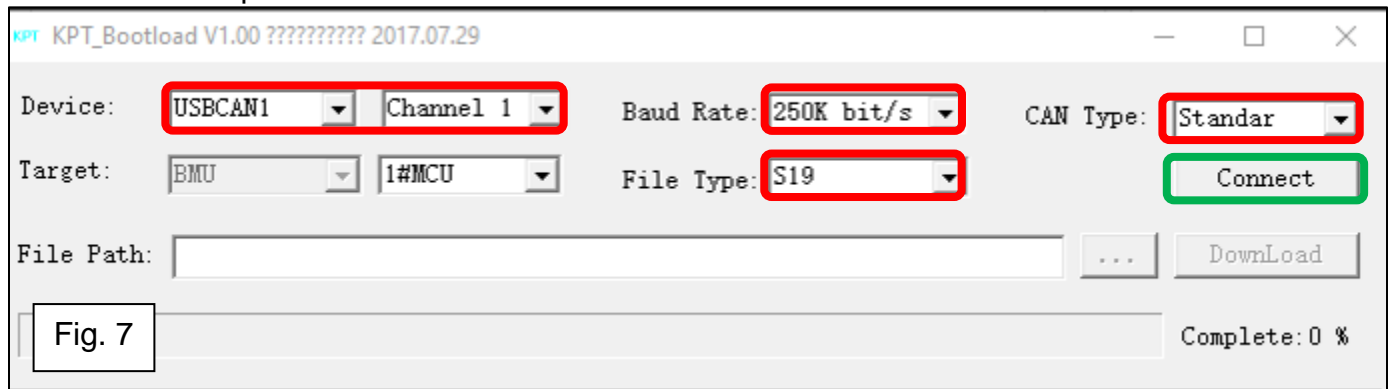 KPT KPT_Bootload V1.00 ?????????? 2017.07.29
Device: USBCAN1 Channel 1 Baud Rate: 250K bit/s CAN Type: Standar
Target: BMU 1#MCU File Type: S19 Connect
File Path: ... DownLoad
Fig. 7 Complete: 0 %